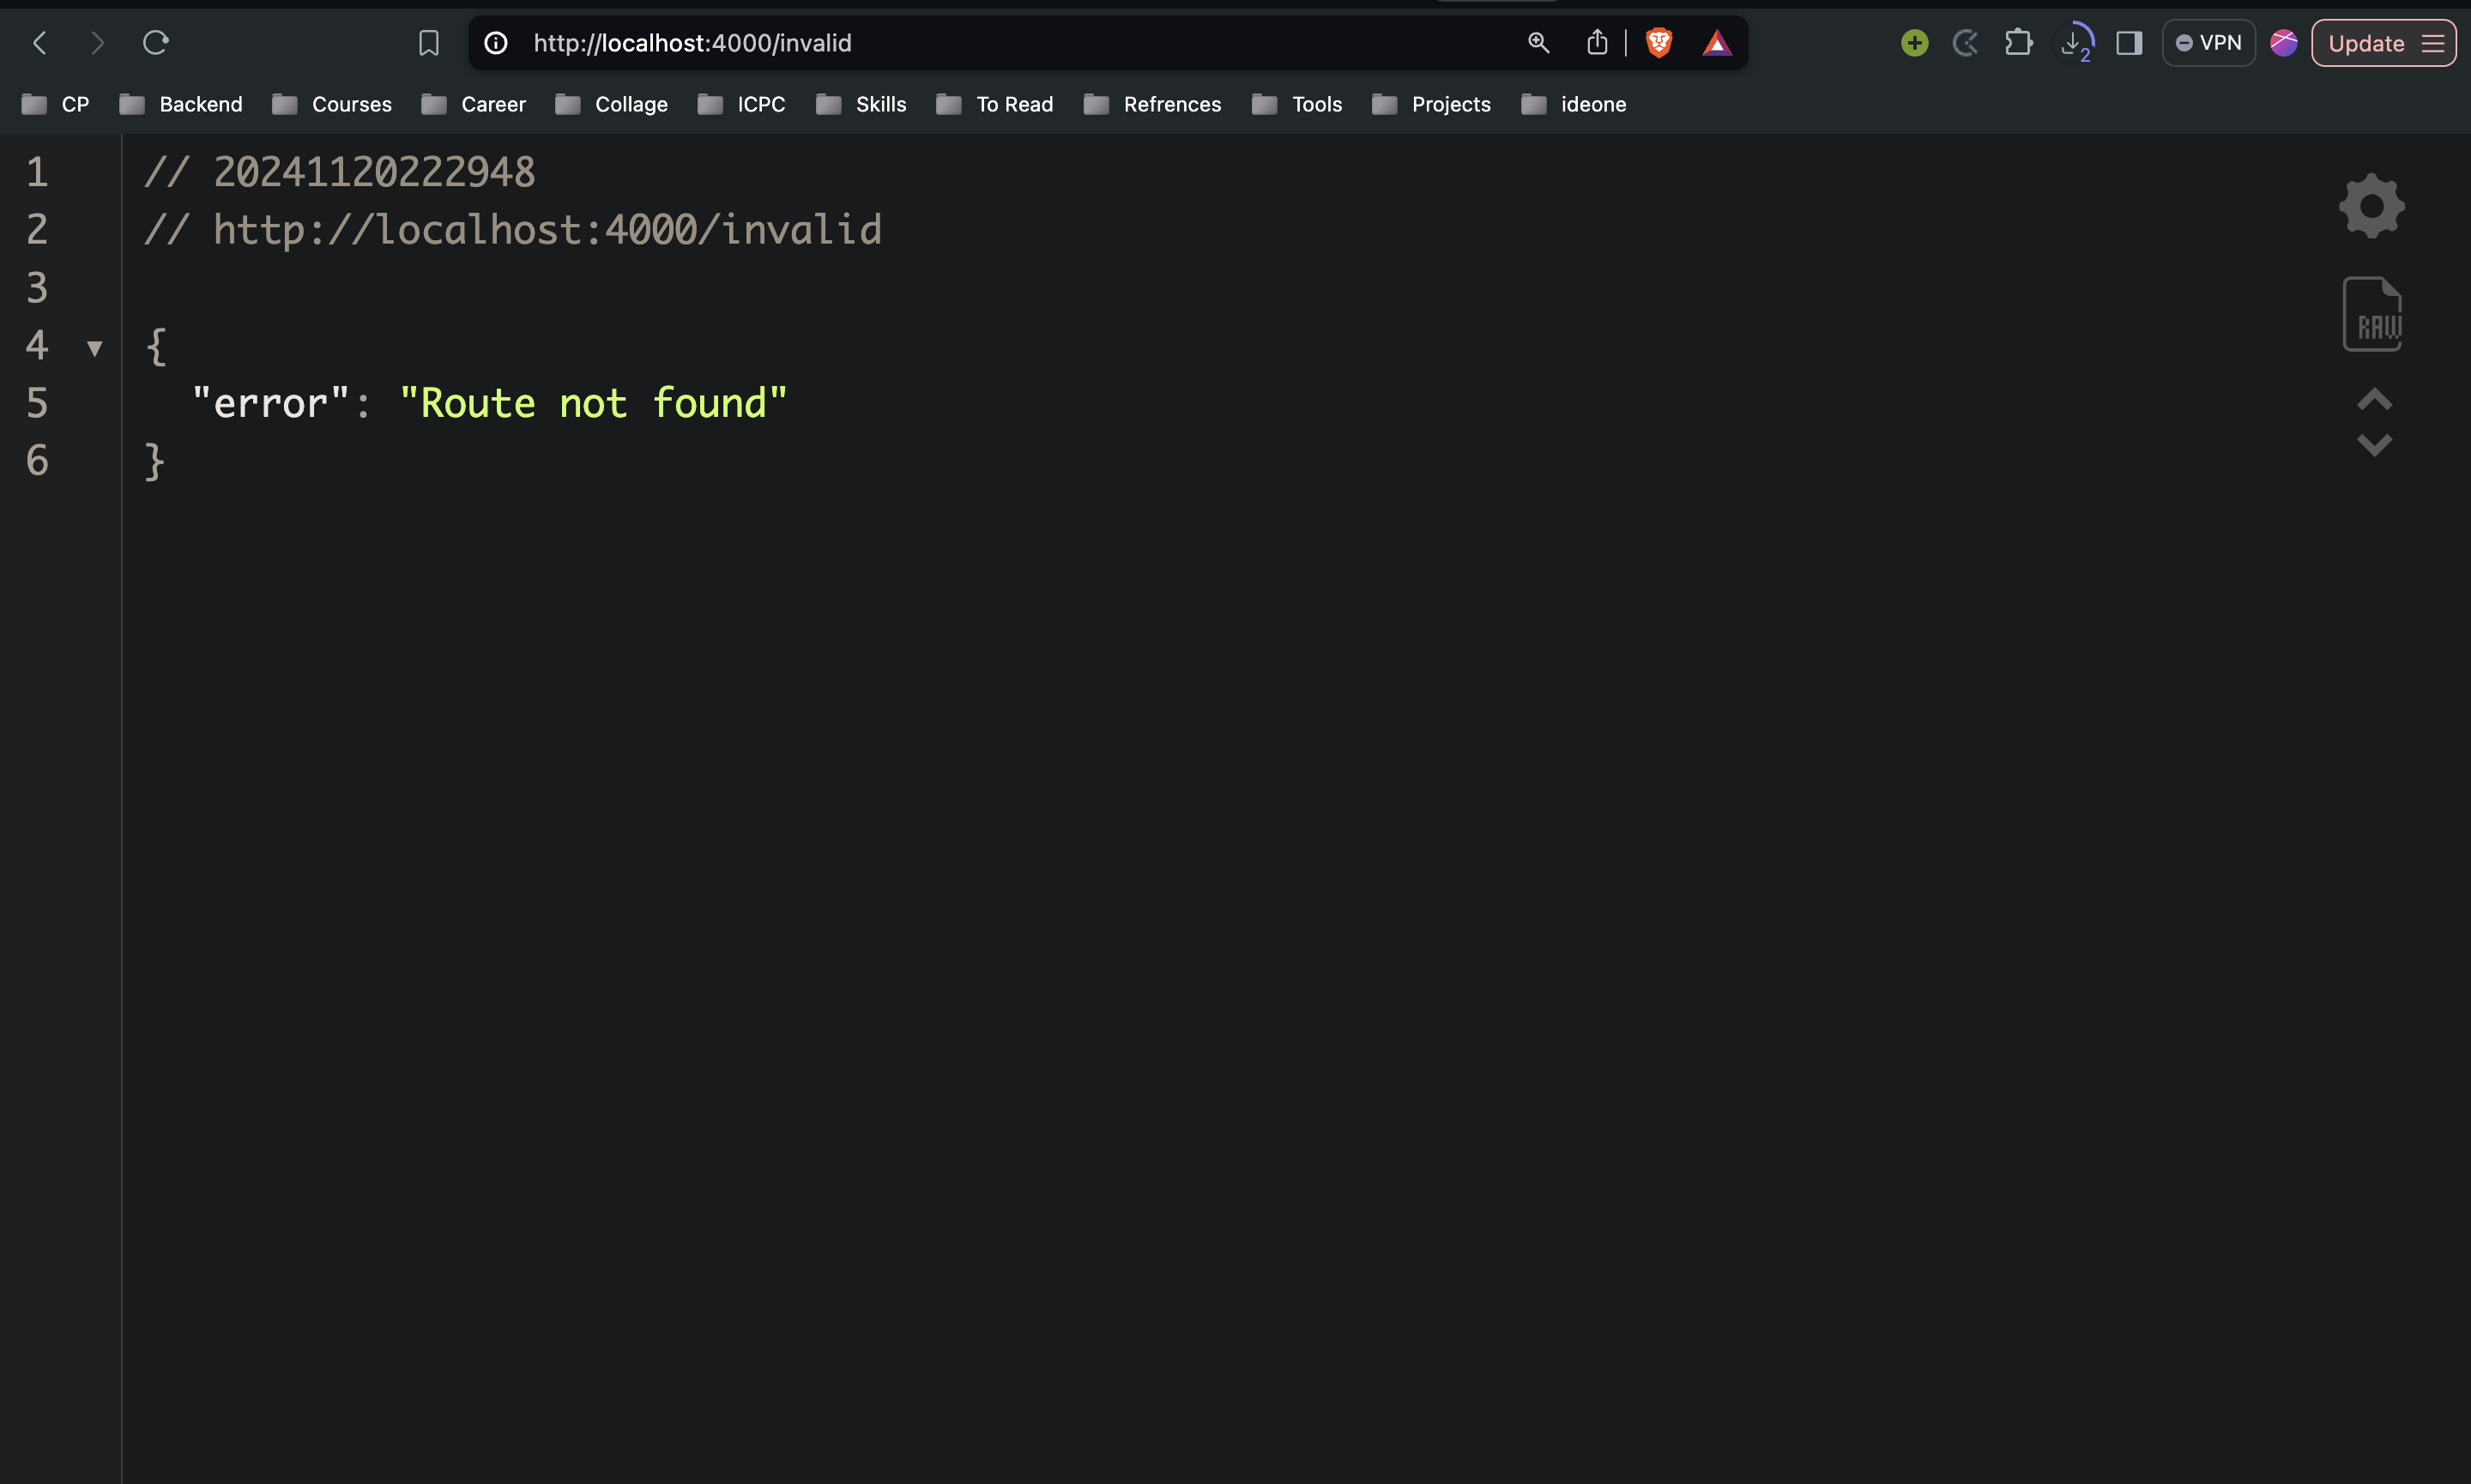 http://localhost:4000/invalid
2
VPN
Update
CP Backend Courses Career Collage ICPC Skills To Read Refrences Tools Projects ideone
1 // 20241120222948
2 // http://localhost:4000/invalid
3
4 ▼ {
5 "error": "Route not found"
6 }
RAW